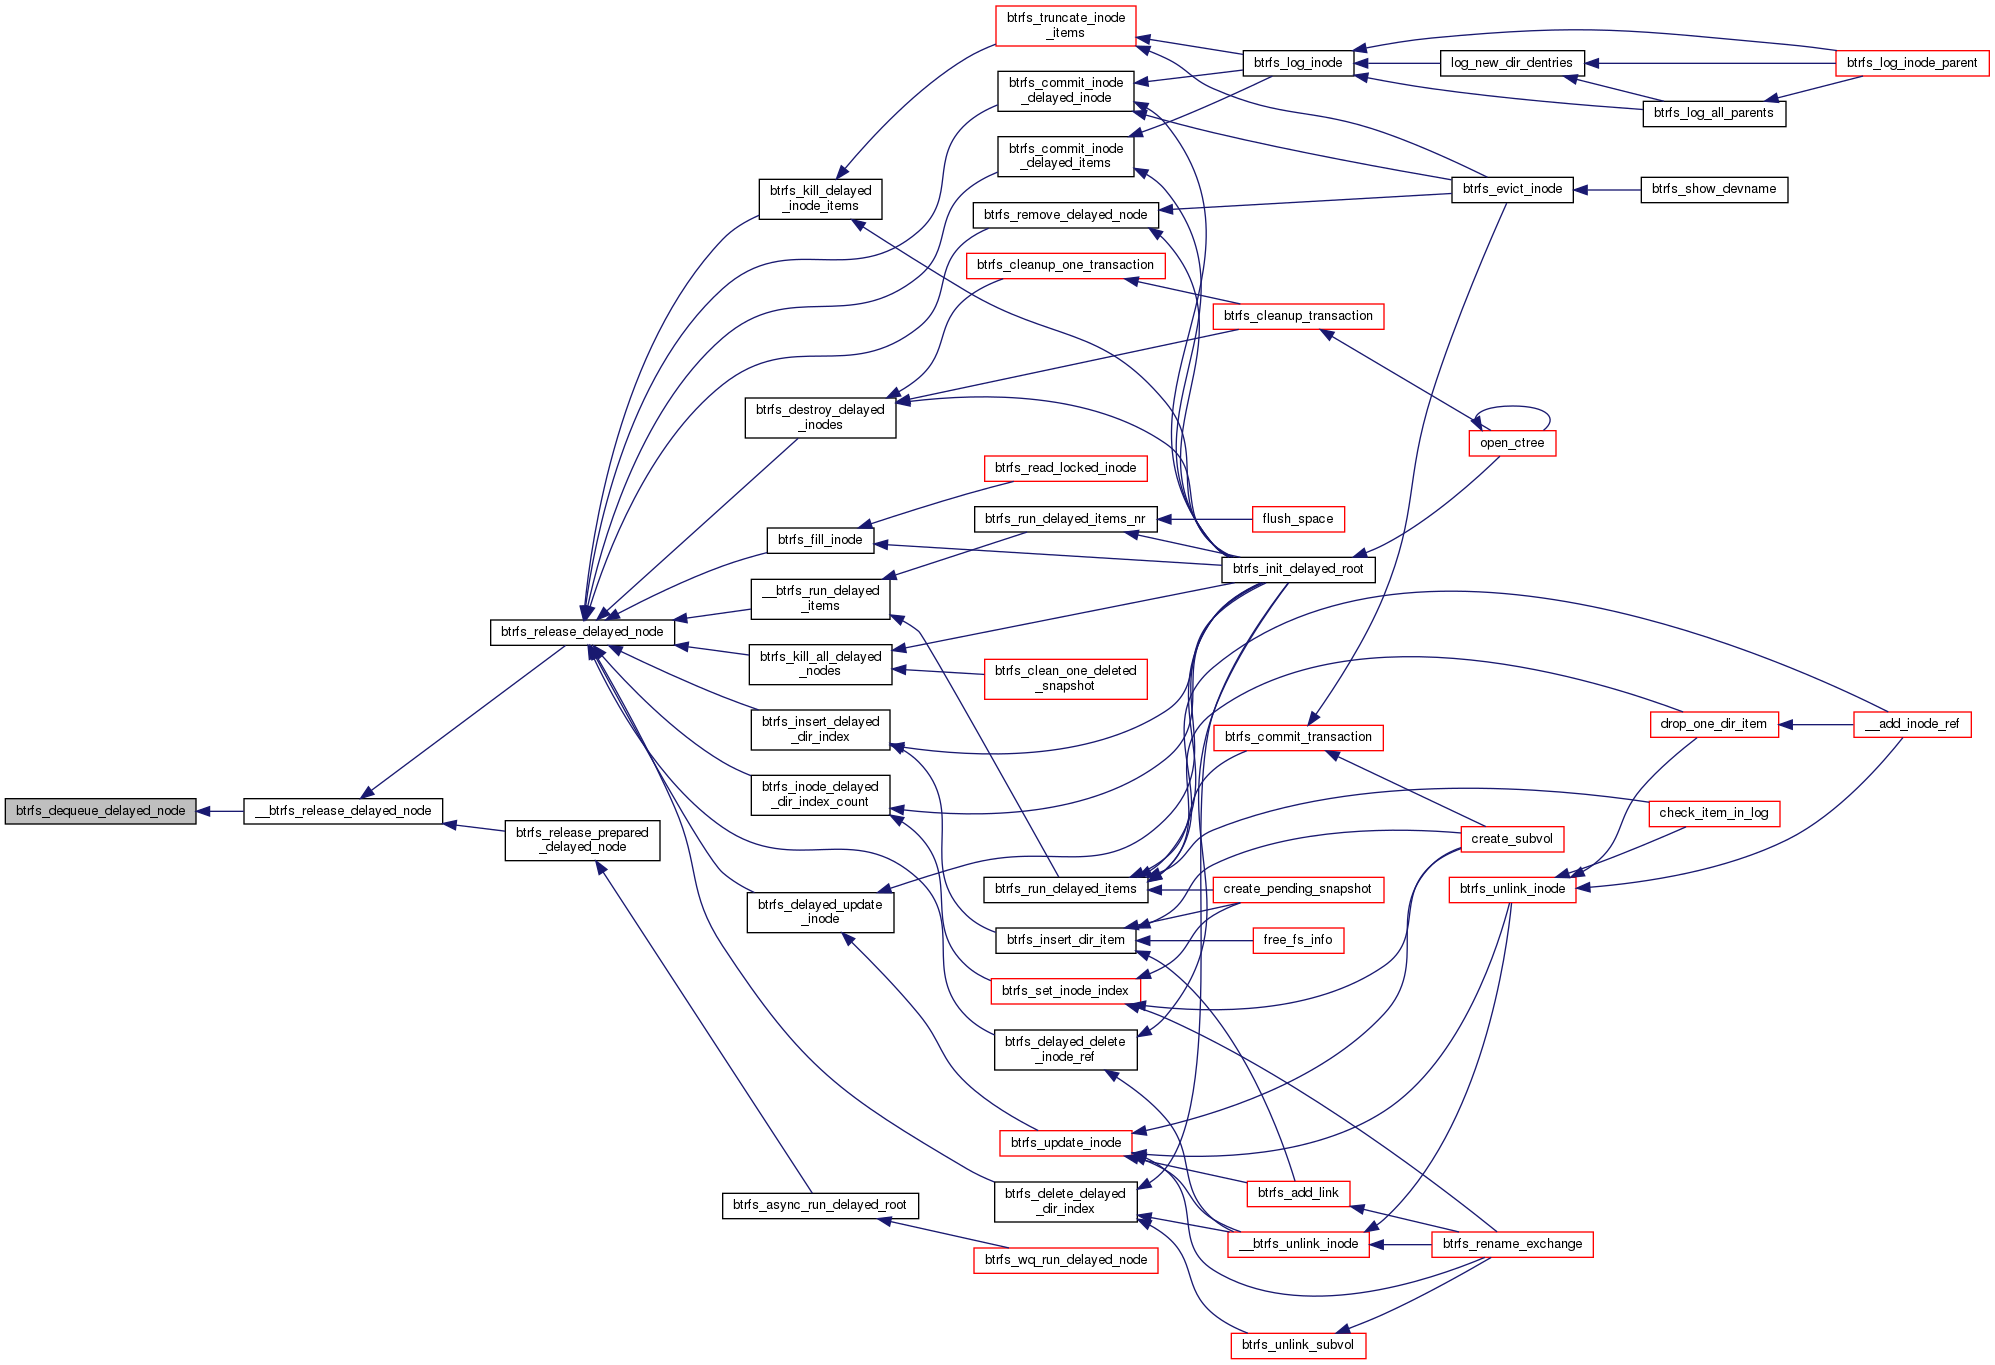 btrfs_dequeue_delayed_node
__btrfs_release_delayed_node
btrfs_release_delayed_node
btrfs_release_prepared
_delayed_node
btrfs_kill_delayed
_inode_items
btrfs_destroy_delayed
_inodes
btrfs_fill_inode
__btrfs_run_delayed
_items
btrfs_kill_all_delayed
_nodes
btrfs_insert_delayed
_dir_index
btrfs_inode_delayed
_dir_index_count
btrfs_delayed_update
_inode
btrfs_async_run_delayed_root
btrfs_truncate_inode
_items
btrfs_commit_inode
_delayed_inode
btrfs_commit_inode
_delayed_items
btrfs_remove_delayed_node
btrfs_cleanup_one_transaction
btrfs_read_locked_inode
btrfs_run_delayed_items_nr
btrfs_clean_one_deleted
_snapshot
btrfs_run_delayed_items
btrfs_insert_dir_item
btrfs_set_inode_index
btrfs_delayed_delete
_inode_ref
btrfs_update_inode
btrfs_delete_delayed
_dir_index
btrfs_wq_run_delayed_node
btrfs_log_inode
btrfs_cleanup_transaction
flush_space
btrfs_init_delayed_root
btrfs_commit_transaction
create_pending_snapshot
free_fs_info
btrfs_add_link
__btrfs_unlink_inode
btrfs_unlink_subvol
log_new_dir_dentries
btrfs_evict_inode
open_ctree
create_subvol
btrfs_unlink_inode
btrfs_rename_exchange
btrfs_log_all_parents
btrfs_show_devname
drop_one_dir_item
check_item_in_log
btrfs_log_inode_parent
__add_inode_ref